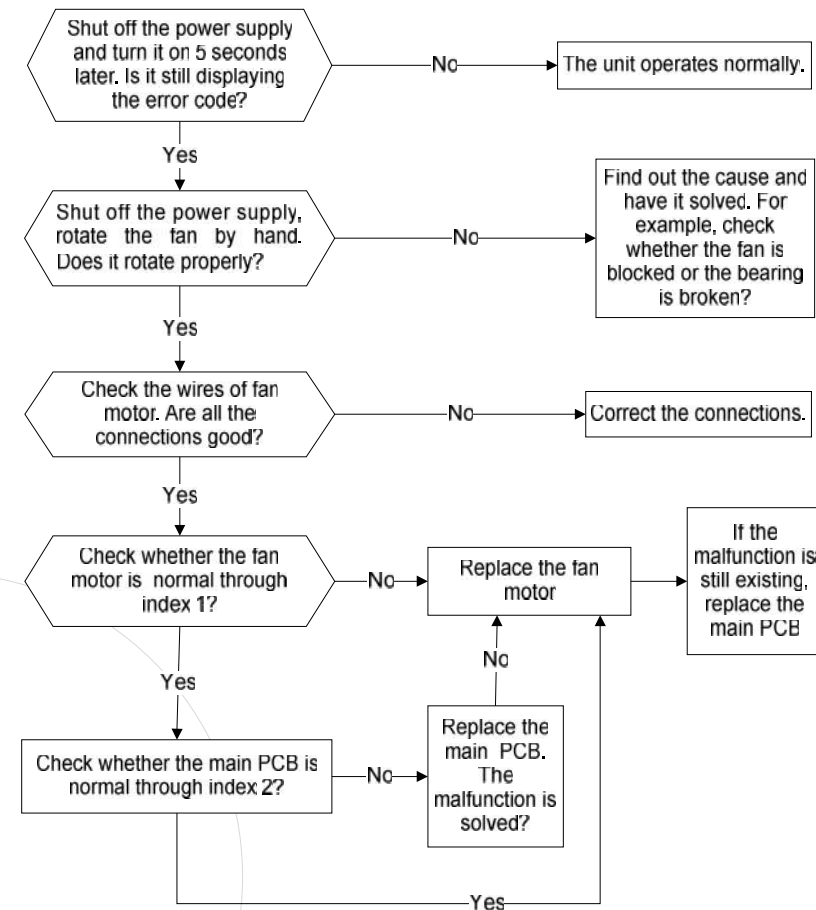 Shut off the power supply
and turn it on 5 seconds
later. Is it still displaying
the error code?
No
The unit operates normally.
Yes
Shut off the power supply,
rotate the fan by hand.
Does it rotate properly?
No
Find out the cause and
have it solved. For
example, check
whether the fan is
blocked or the bearing
is broken?
Yes
Check the wires of fan
motor. Are all the
connections good?
No
Correct the connections.
Yes
Check whether the fan
motor is normal through
index 1?
No
Replace the fan
motor
If the
malfunction is
still existing,
replace the
main PCB
Yes
No
Check whether the main PCB is
normal through index 2?
No
Replace the
main PCB.
The
malfunction is
solved?
Yes